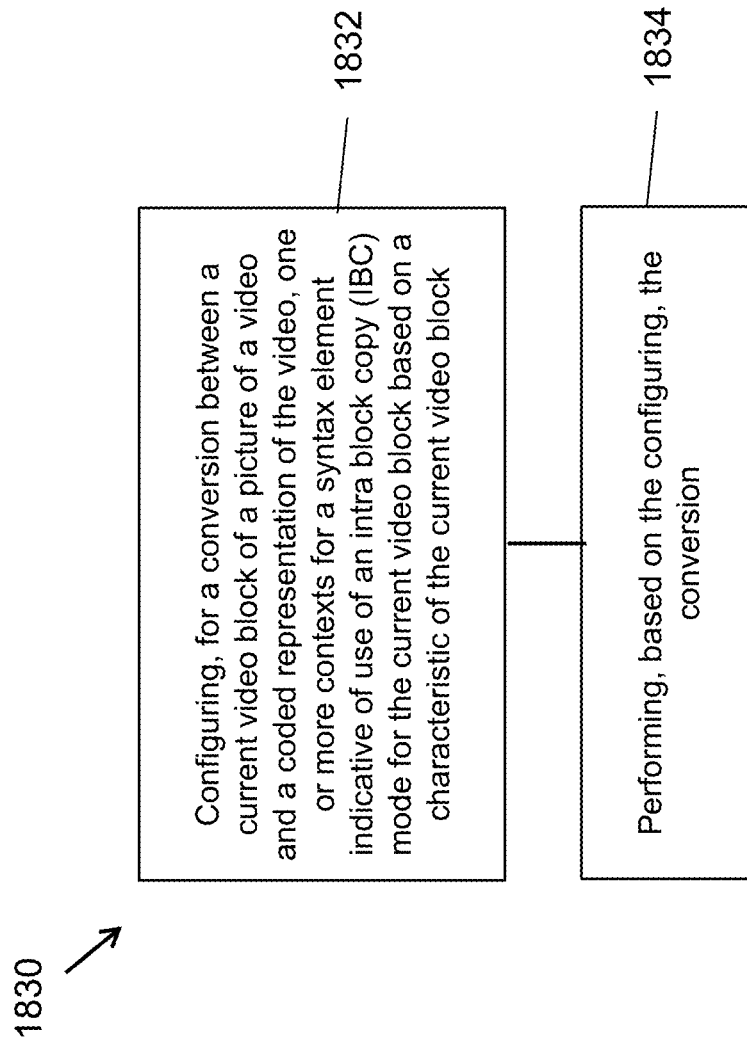 1830
Configuring, for a conversion between a
current video block of a picture of a video
and a coded representation of the video, one
or more contexts for a syntax element
indicative of use of an intra block copy (IBC)
mode for the current video block based on a
characteristic of the current video block
1832
Performing, based on the configuring, the
conversion
1834